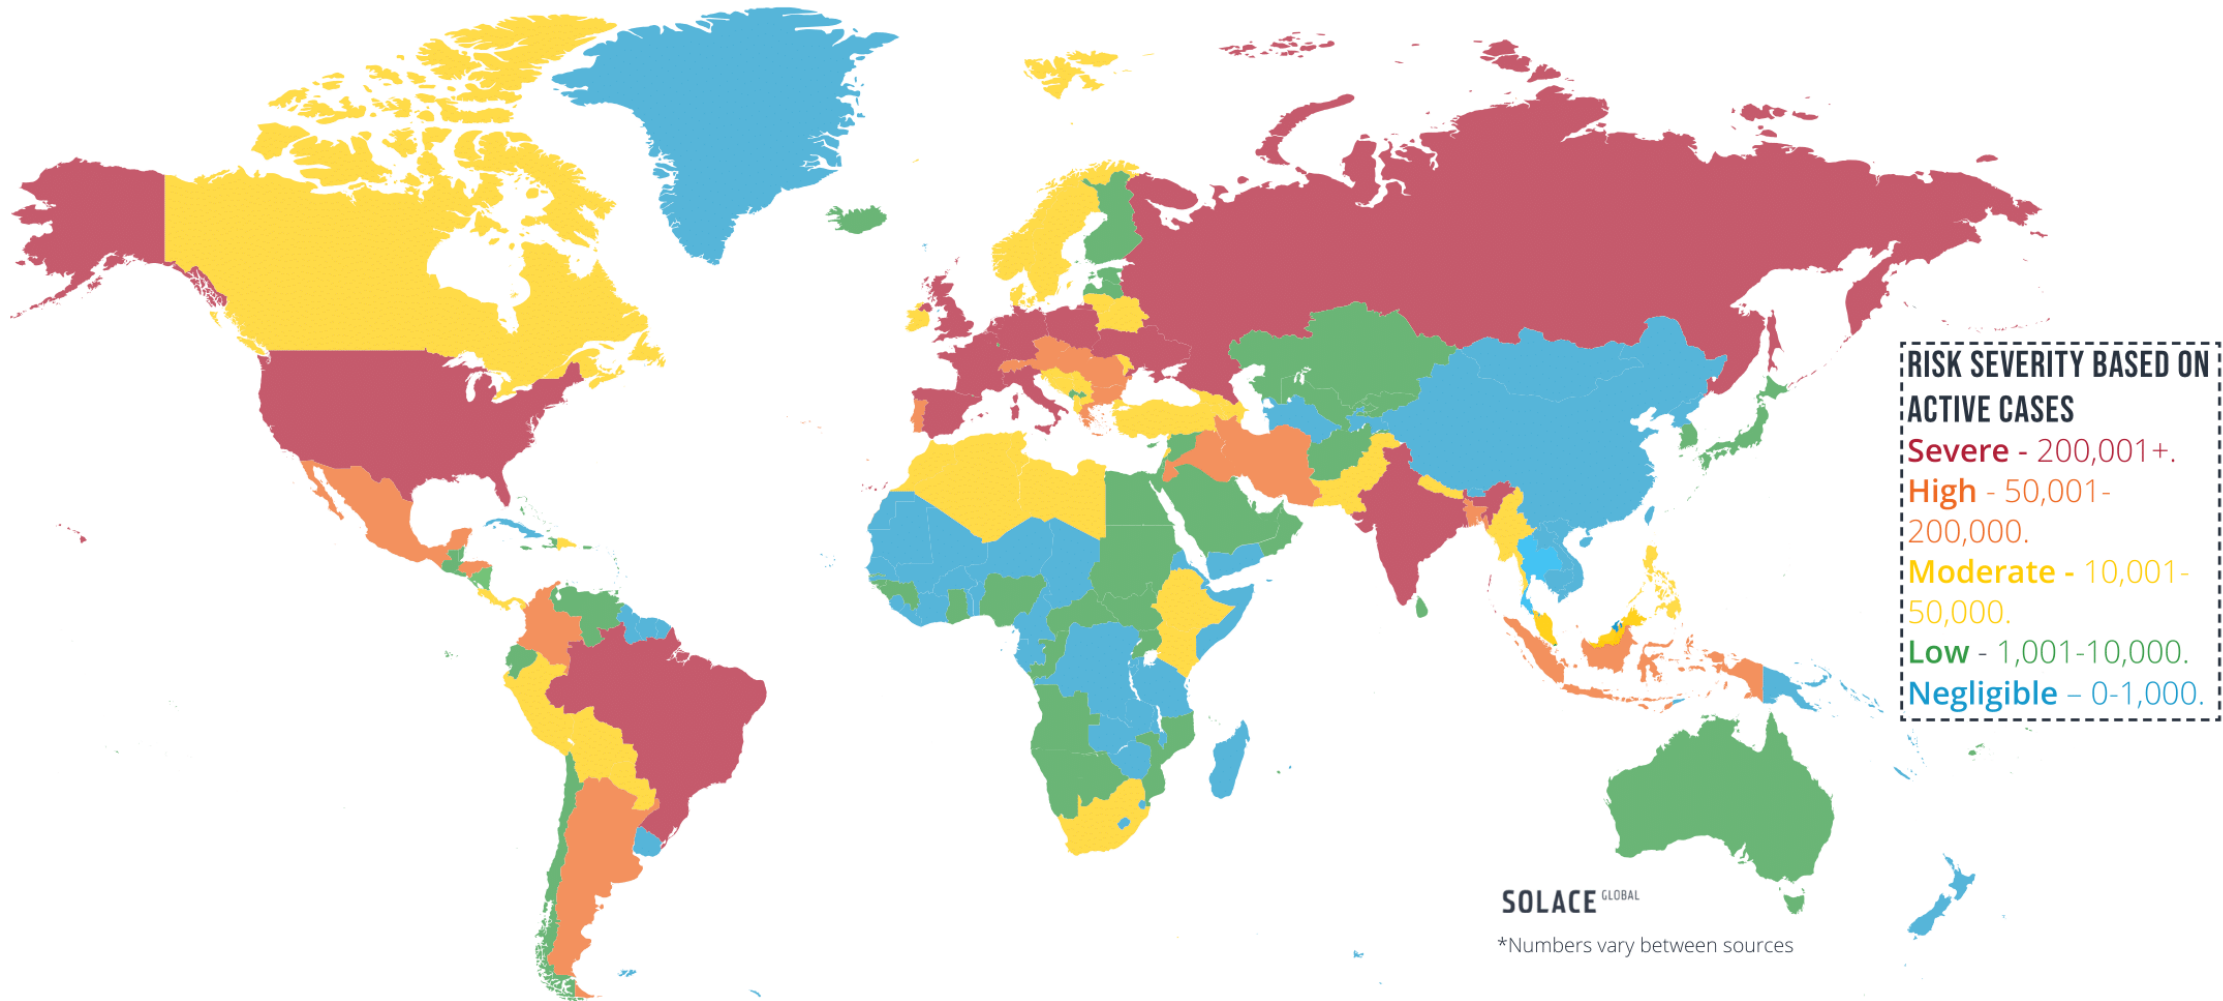 RISK SEVERITY BASED ON
ACTIVE CASES
Severe - 200,001+.
High - 50,001-
200,000.
Moderate - 10,001-
50,000.
Low - 1,001-10,000.
Negligible – 0-1,000.
SOLACE GLOBAL
*Numbers vary between sources